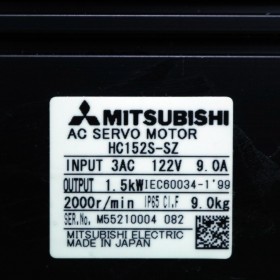 MITSUBISHI
AC SERVO MOTOR
HC152S-SZ
INPUT 3AC 122V 9.0A
OUTPUT 1.5kW IEC60034-1'99
2000r/min IP65 Cl.F 9.0kg
SER.No. M55210004 082
MITSUBISHI ELECTRIC
MADE IN JAPAN